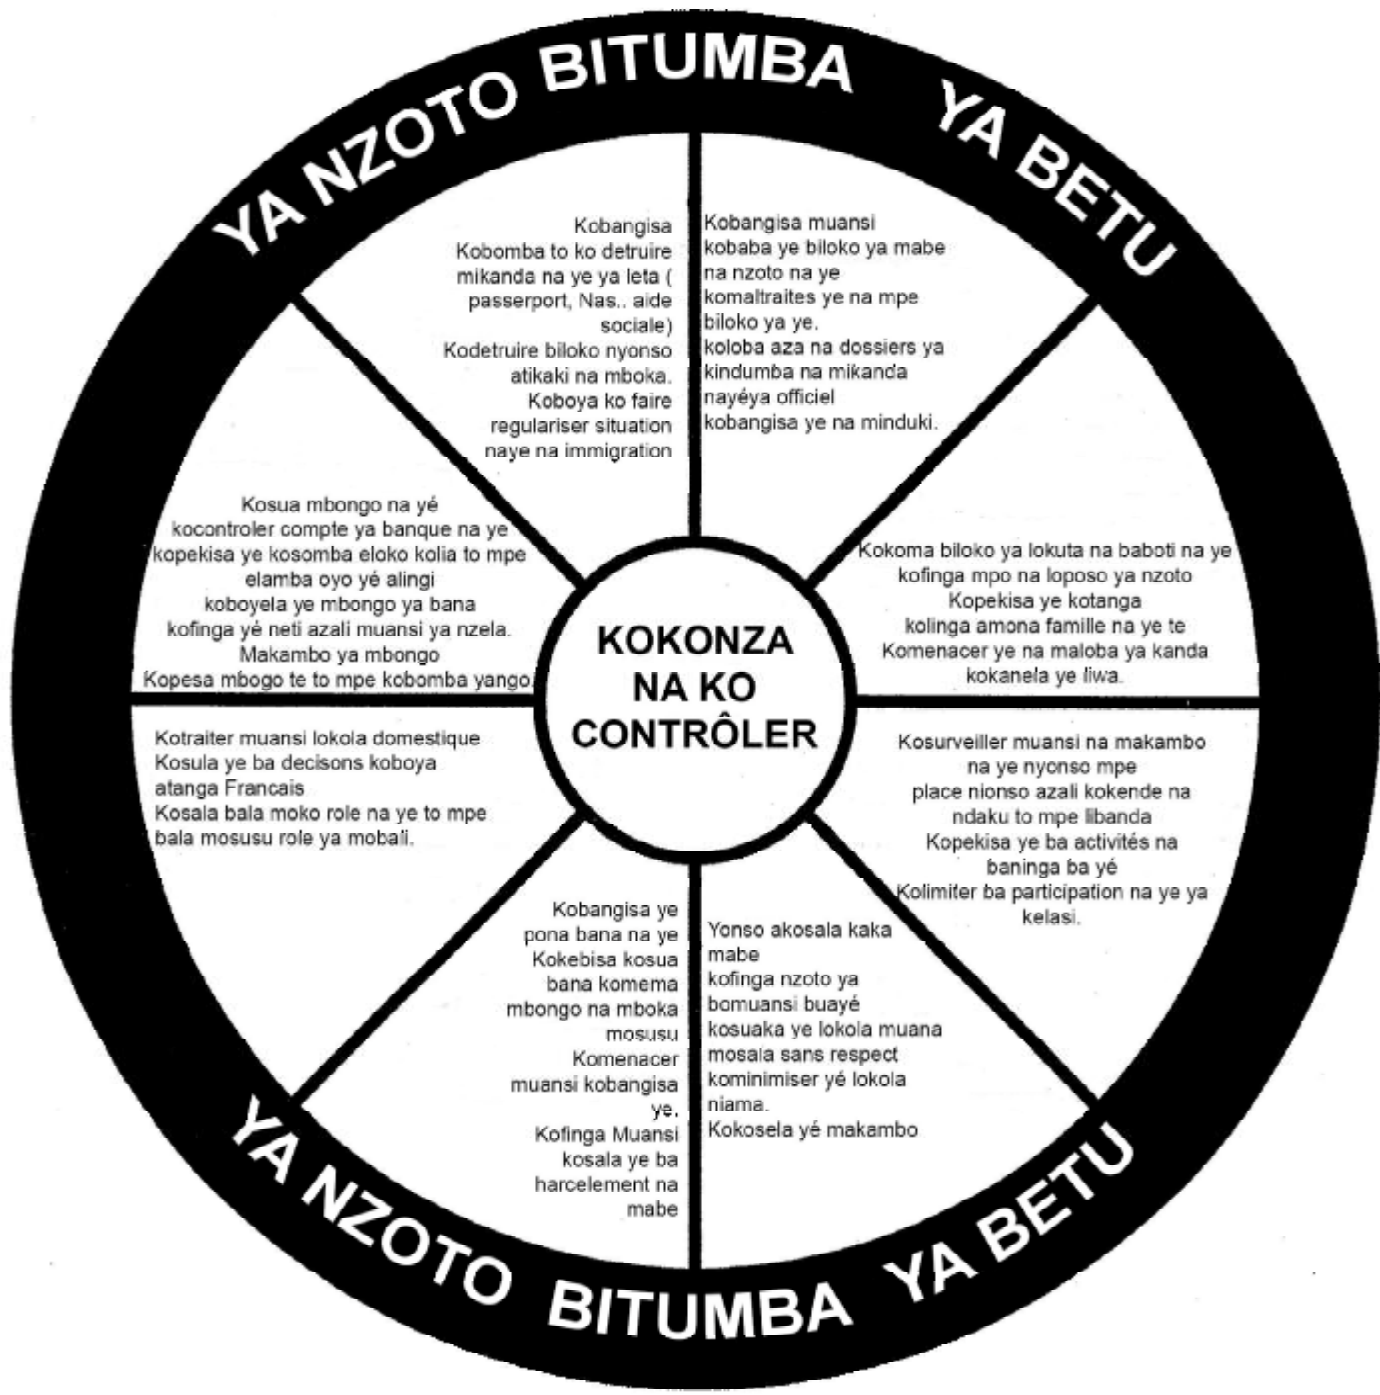 YA NZOTO BITUMBA YA BETU
Kobangisa
Kobomba to ko detruire
mikanda na ye ya leta (
passerport, Nas.. aide
sociale)
Kodetruire biloko nyonso
atikaki na mboka.
Koboya ko faire
regulariser situation
naye na immigration
Kobangisa muansi
kobaba ye biloko ya mabe
na nzoto na ye
komaltraites ye na mpe
biloko ya ye.
koloba aza na dossiers ya
kindumba na mikanda
nayéya officiel
kobangisa ye na minduki.
Kosua mbongo na yé
kocontroler compte ya banque na ye
kopekisa ye kosomba eloko kolia to mpe
elamba oyo yé alingi
koboyela ye mbongo ya bana
kofinga yé neti azali muansi ya nzela.
Makambo ya mbongo
Kopesa mbogo te to mpe kobomba yango
Kokoma biloko ya lokuta na baboti na ye
kofinga mpo na loposo ya nzoto
Kopekisa ye kotanga
kolinga amona famille na ye te
Komenacer ye na maloba ya kanda
kokanela ye liwa.
KOKONZA
NA KO
CONTRÔLER
Kotraiter muansi lokola domestique
Kosula ye ba decisons koboya
atanga Francais
Kosala bala moko role na ye to mpe
bala mosusu role ya mobali.
Kosurveiller muansi na makambo
na ye nyonso mpe
place nionso azali kokende na
ndaku to mpe libanda
Kopekisa ye ba activités na
baninga ba yé
Kolimiter ba participation na ye ya
kelasi.
Kobangisa ye
pona bana na ye
Kokebisa kosua
bana komema
mbongo na mboka
mosusu
Komenacer
muansi kobangisa
ye.
Kofinga Muansi
kosala ye ba
harcelement na
mabe
Yonso akosala kaka
mabe
kofinga nzoto ya
bomuansi buayé
kosuaka ye lokola muana
mosala sans respect
kominimiser yé lokola
niama.
Kokosela yé makambo
YA NZOTO BITUMBA YA BETU